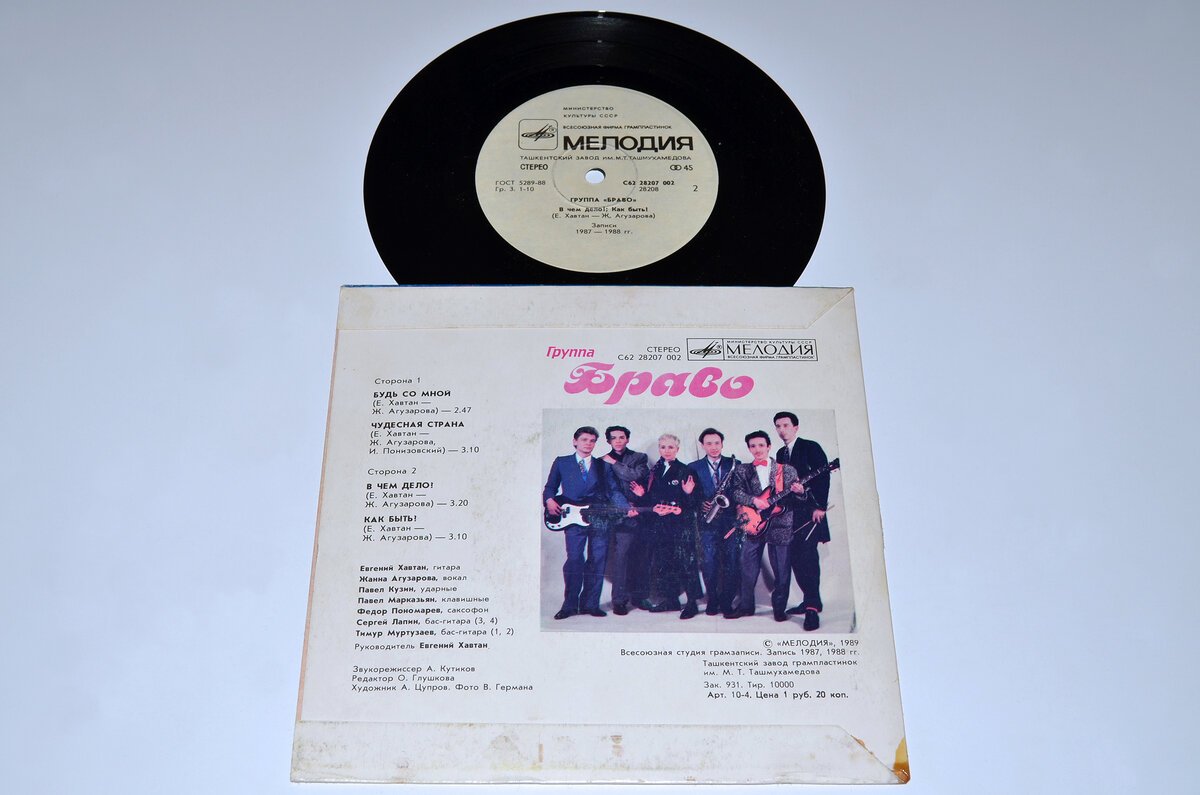 МИНИСТЕРСТВО
КУЛЬТУРЫ СССР
ВСЕСОЮЗНАЯ ФИРМА ГРАМПЛАСТИНОК
МЕЛОДИЯ
ТАШКЕНТСКИЙ ЗАВОД ИМ. М.Т. ТАШМУХАМЕДОВА
СТЕРЕО 45
ГОСТ 5289-88 С62 28207 002
Гр. 3. 1-10 28208 2
ГРУППА «БРАВО»
В чем дело!; Как быть!
(Е. Хавтан — Ж. Агузарова)
Записи
1987 — 1988 гг.
Группа
Браво
СТЕРЕО
С62 28207 002
МИНИСТЕРСТВО КУЛЬТУРЫ СССР
МЕЛОДИЯ
ВСЕСОЮЗНАЯ ФИРМА ГРАМПЛАСТИНОК
Сторона 1
БУДЬ СО МНОЙ
(Е. Хавтан —
Ж. Агузарова) — 2.47
ЧУДЕСНАЯ СТРАНА
(Е. Хавтан —
Ж. Агузарова,
И. Понизовский) — 3.10
Сторона 2
В ЧЕМ ДЕЛО!
(Е. Хавтан —
Ж. Агузарова) — 3.20
КАК БЫТЬ!
(Е. Хавтан —
Ж. Агузарова) — 3.10
Евгений Хавтан, гитара
Жанна Агузарова, вокал
Павел Кузин, ударные
Павел Марказьян, клавишные
Федор Пономарев, саксофон
Сергей Лапин, бас-гитара (3, 4)
Тимур Муртузаев, бас-гитара (1, 2)
Руководитель Евгений Хавтан
Звукорежиссер А. Кутиков
Редактор О. Глушкова
Художник А. Цупров. Фото В. Германа
© «МЕЛОДИЯ», 1989
Всесоюзная студия грамзаписи. Запись 1987, 1988 гг.
Ташкентский завод грампластинок
им. М. Т. Ташмухамедова
Зак. 931. Тир. 10000
Арт. 10-4. Цена 1 руб. 20 коп.